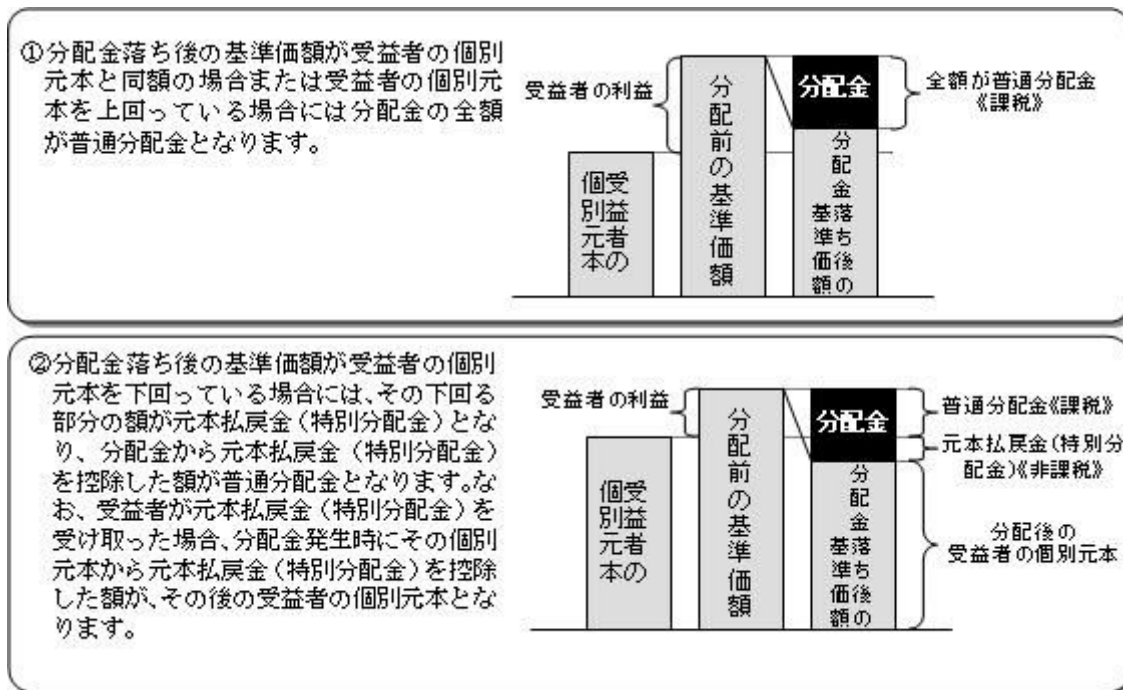 ①分配金落ち後の基準価額が受益者の個別
元本と同額の場合または受益者の個別元
本を上回っている場合には分配金の全額
が普通分配金となります。
受益者の利益
個別元本
受益者の
分配前の基準価額
分配金
基準価額
分配金落ち後の
全額が普通分配金
《課税》
②分配金落ち後の基準価額が受益者の個別
元本を下回っている場合には、その下回る
部分の額が元本払戻金（特別分配金）とな
り、分配金から元本払戻金（特別分配金）
を控除した額が普通分配金となります。な
お、受益者が元本払戻金（特別分配金）を
受け取った場合、分配金発生時にその個別
元本から元本払戻金（特別分配金）を控除
した額が、その後の受益者の個別元本とな
ります。
受益者の利益
個別元本
受益者の
分配前の基準価額
分配金
基準価額
分配金落ち後の
普通分配金《課税》
元本払戻金（特別分
配金）《非課税》
分配後の
受益者の個別元本